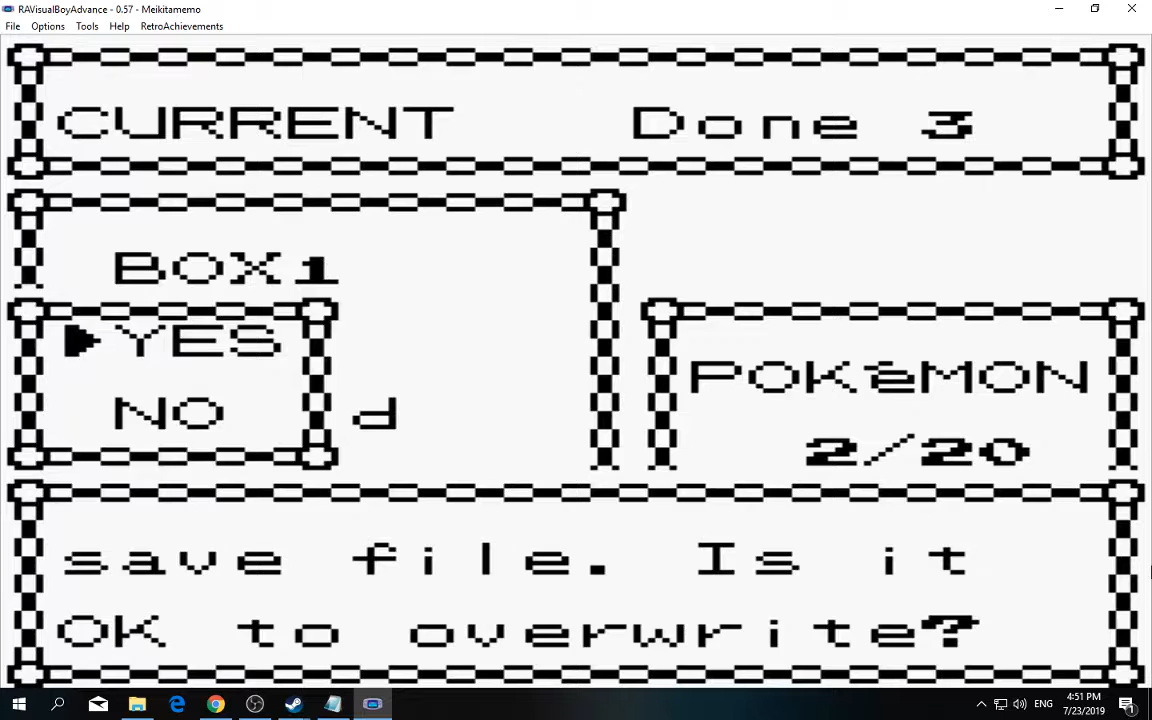 RAVisualBoyAdvance - 0.57 - Meikitamemo
File Options Tools Help RetroAchievements
CURRENT Done 3
BOX1
YES
NO d
POKéMON
2/20
save file. Is it
OK to overwrite?
ENG
4:51 PM
7/23/2019
1